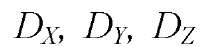 D_X, D_Y, D_Z